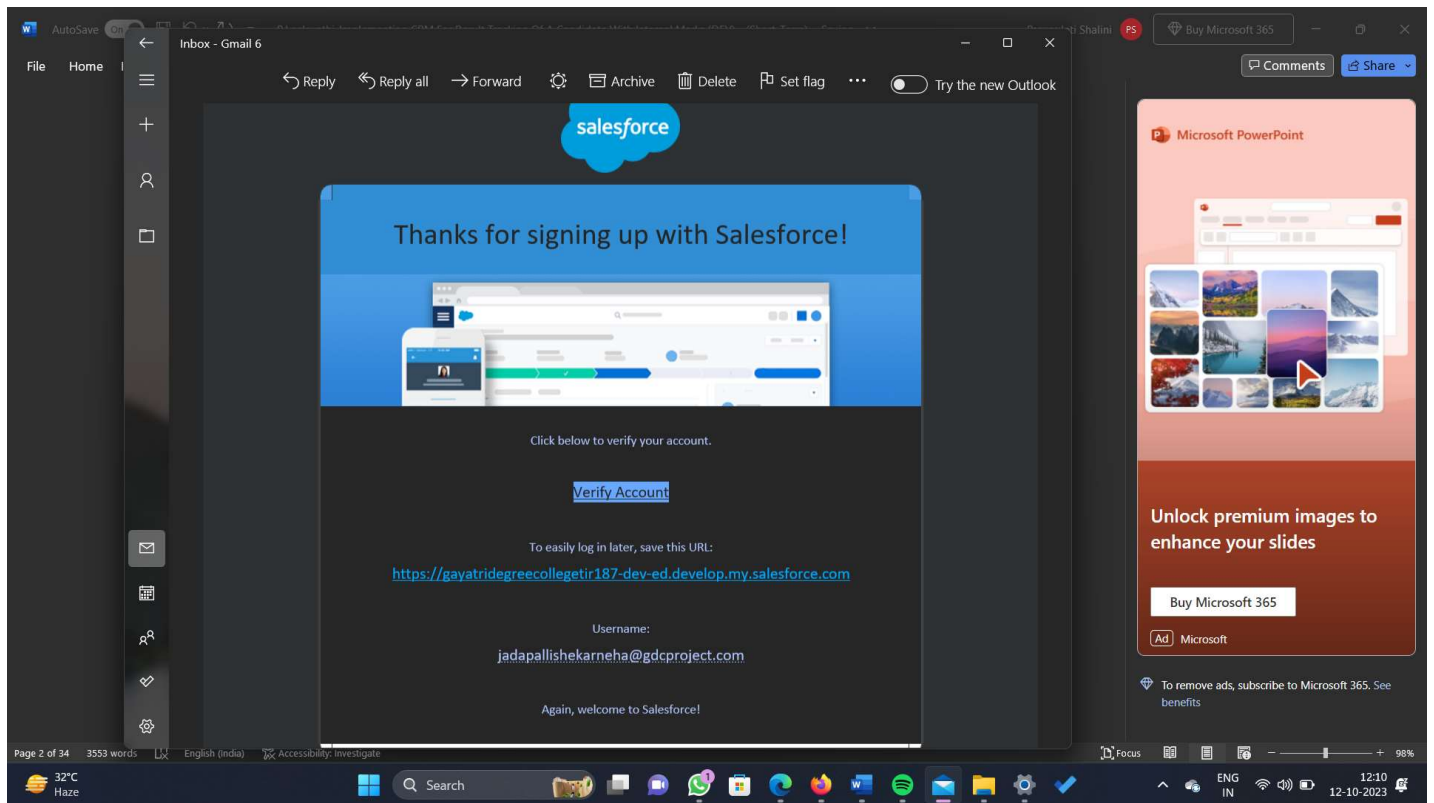 AutoSave On
Shalini PS Buy Microsoft 365
File Home
Comments Share
Inbox - Gmail 6
Reply Reply all Forward Archive Delete Set flag Try the new Outlook
salesforce
Thanks for signing up with Salesforce!
Click below to verify your account.
Verify Account
To easily log in later, save this URL:
https://gayatridegreecollegetir187-dev-ed.develop.my.salesforce.com
Username:
jadapallishekarneha@gdcproject.com
Again, welcome to Salesforce!
Microsoft PowerPoint
Unlock premium images to
enhance your slides
Buy Microsoft 365
Ad Microsoft
To remove ads, subscribe to Microsoft 365. See
benefits
Page 2 of 34 3553 words English (India) Accessibility: Investigate Focus 98%
32°C
Haze
Search
ENG
IN
12:10
12-10-2023